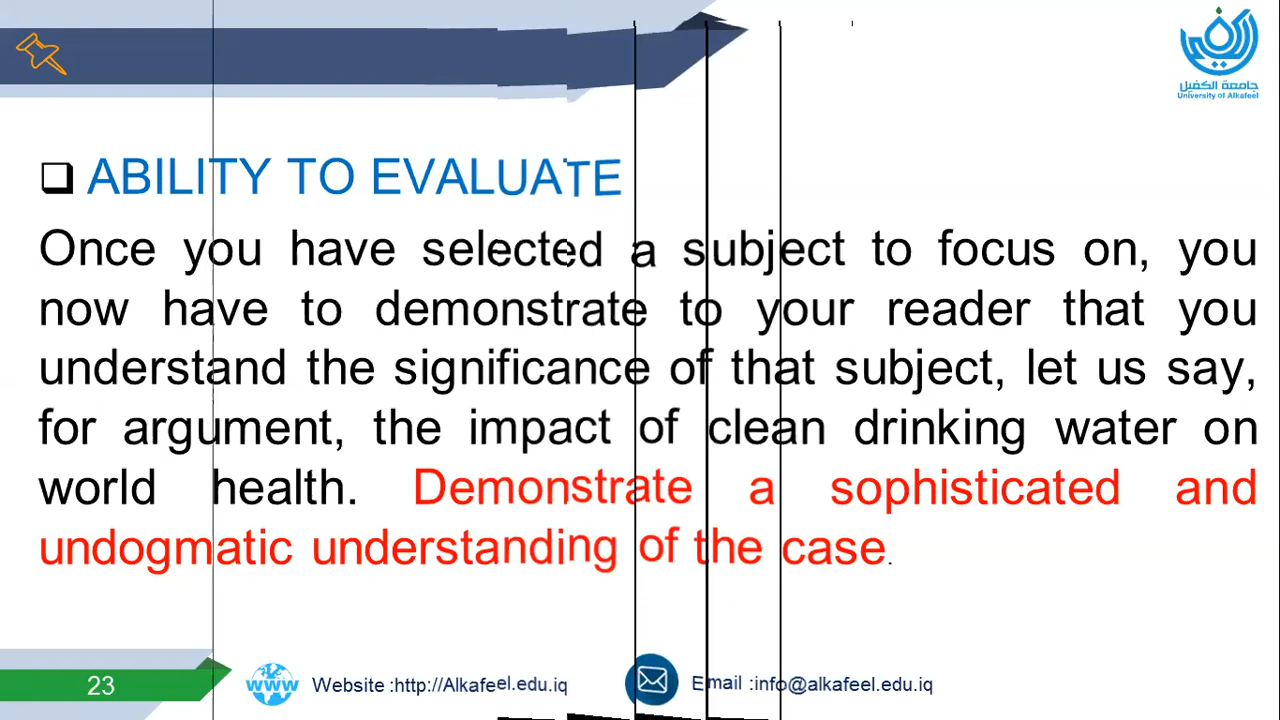 جامعة الكفيل
University of Alkafeel
ABILITY TO EVALUATE
Once you have selected a subject to focus on, you
now have to demonstrate to your reader that you
understand the significance of that subject, let us say,
for argument, the impact of clean drinking water on
world health. Demonstrate a sophisticated and
undogmatic understanding of the case.
23
www
Website :http://Alkafeel.edu.iq
Email :info@alkafeel.edu.iq